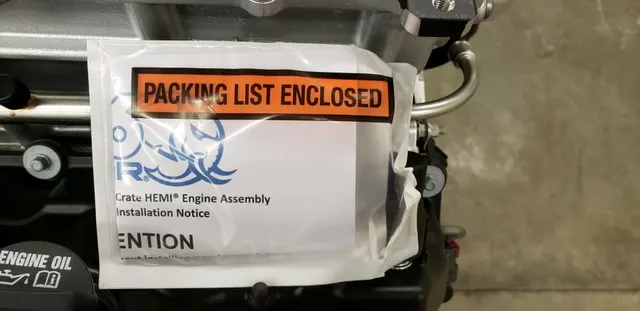 PACKING LIST ENCLOSED
R.
Crate HEMI® Engine Assembly
Installation Notice
ENTION
ENGINE OIL